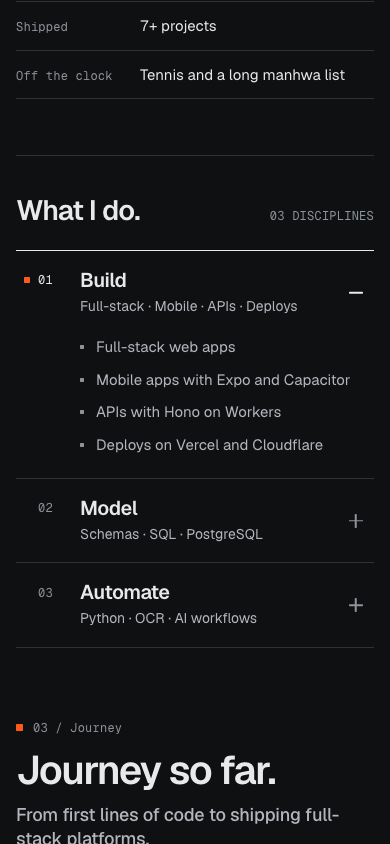 Shipped 7+ projects
Off the clock Tennis and a long manhwa list
What I do. 03 DISCIPLINES
01 Build
Full-stack · Mobile · APIs · Deploys
Full-stack web apps
Mobile apps with Expo and Capacitor
APIs with Hono on Workers
Deploys on Vercel and Cloudflare
02 Model
Schemas · SQL · PostgreSQL
03 Automate
Python · OCR · AI workflows
03 / Journey
Journey so far.
From first lines of code to shipping full-
stack platforms.